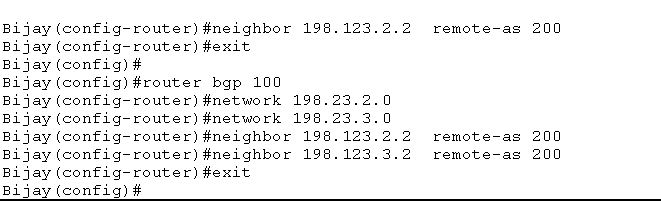 Bijay(config-router)#neighbor 198.123.2.2  remote-as 200
Bijay(config-router)#exit
Bijay(config)#
Bijay(config)#router bgp 100
Bijay(config-router)#network 198.23.2.0
Bijay(config-router)#network 198.23.3.0
Bijay(config-router)#neighbor 198.123.2.2  remote-as 200
Bijay(config-router)#neighbor 198.123.3.2  remote-as 200
Bijay(config-router)#exit
Bijay(config)#